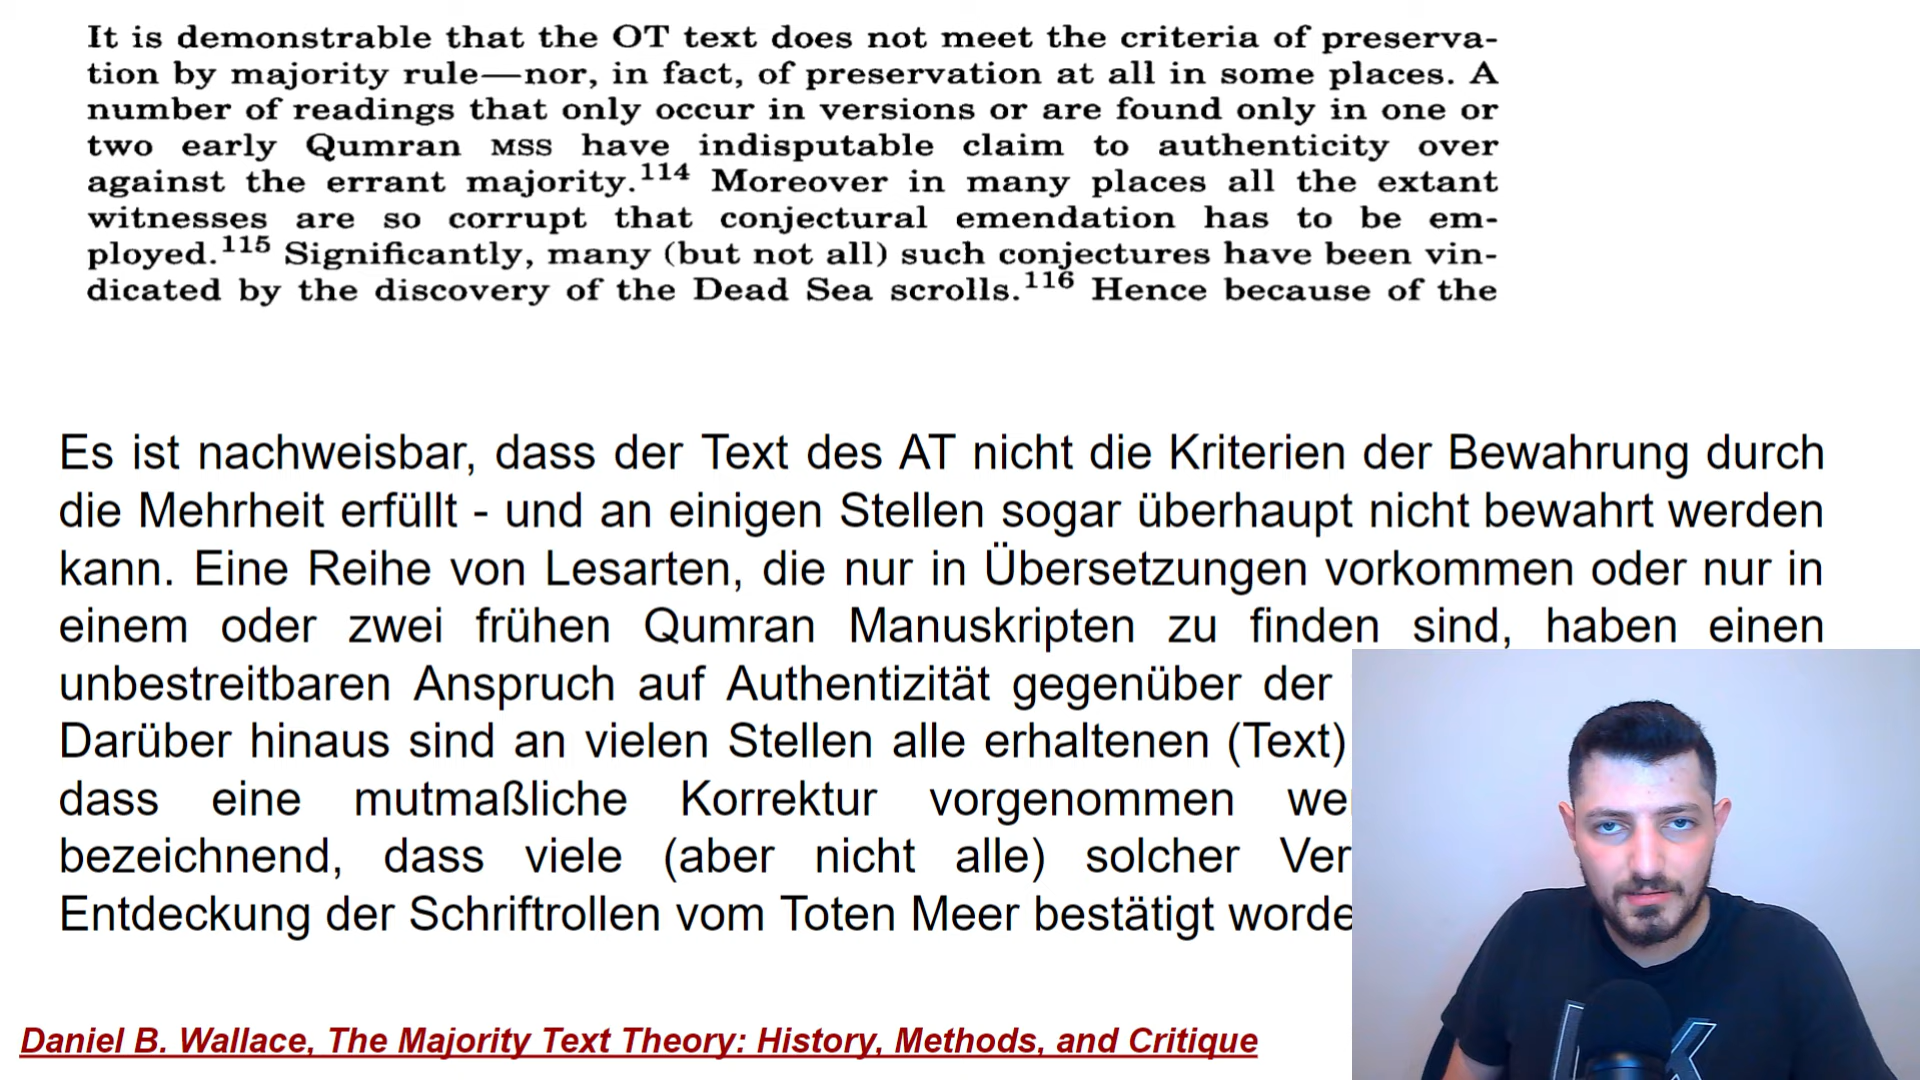 It is demonstrable that the OT text does not meet the criteria of preserva-
tion by majority rule—nor, in fact, of preservation at all in some places. A
number of readings that only occur in versions or are found only in one or
two early Qumran MSS have indisputable claim to authenticity over
against the errant majority.114 Moreover in many places all the extant
witnesses are so corrupt that conjectural emendation has to be em-
ployed.115 Significantly, many (but not all) such conjectures have been vin-
dicated by the discovery of the Dead Sea scrolls.116 Hence because of the
Es ist nachweisbar, dass der Text des AT nicht die Kriterien der Bewahrung durch
die Mehrheit erfüllt - und an einigen Stellen sogar überhaupt nicht bewahrt werden
kann. Eine Reihe von Lesarten, die nur in Übersetzungen vorkommen oder nur in
einem oder zwei frühen Qumran Manuskripten zu finden sind, haben einen
unbestreitbaren Anspruch auf Authentizität gegenüber der
Darüber hinaus sind an vielen Stellen alle erhaltenen (Text)
dass eine mutmaßliche Korrektur vorgenommen
bezeichnend, dass viele (aber nicht alle) solcher
Entdeckung der Schriftrollen vom Toten Meer bestätigt
Daniel B. Wallace, The Majority Text Theory: History, Methods, and Critique